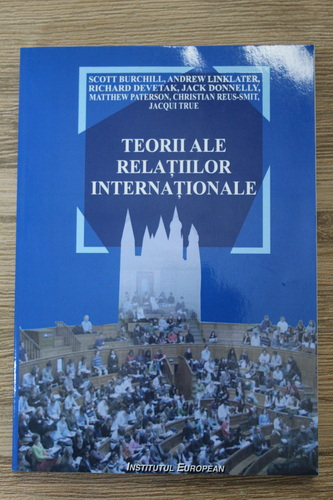 SCOTT BURCHILL, ANDREW LINKLATER,
RICHARD DEVETAK, JACK DONNELLY,
MATTHEW PATERSON, CHRISTIAN REUS-SMIT,
JACQUI TRUE
TEORII ALE
RELAȚIILOR
INTERNAȚIONALE
INSTITUTUL EUROPEAN